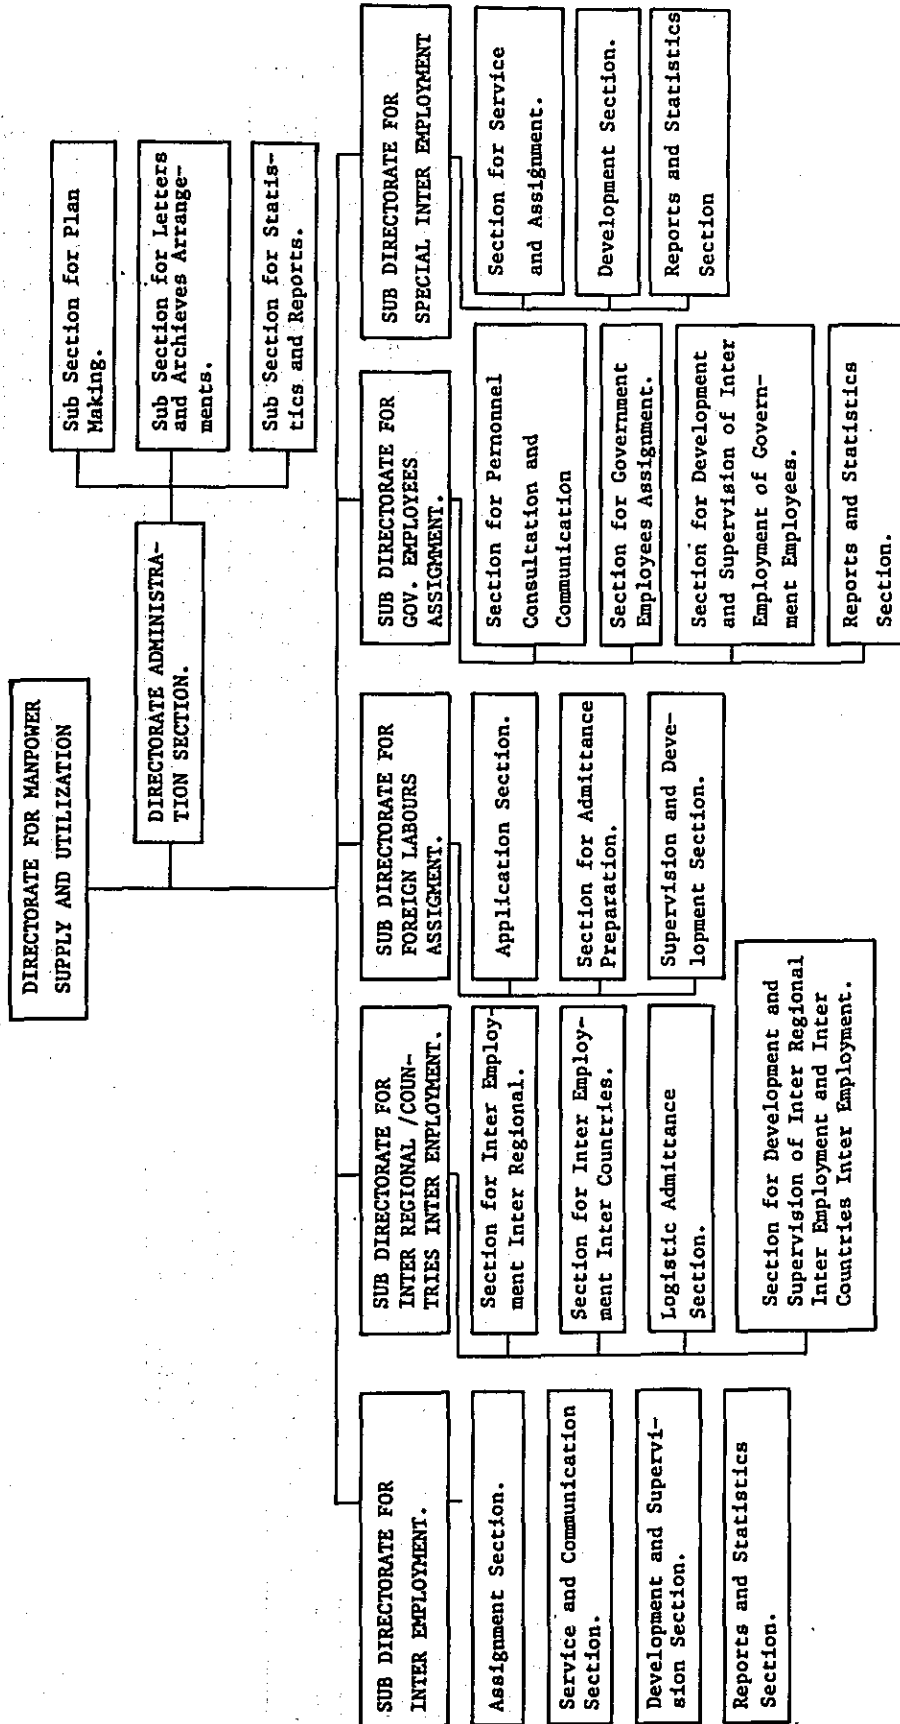 DIRECTORATE FOR MANPOWER
SUPPLY AND UTILIZATION
DIRECTORATE ADMINISTRA-
TION SECTION.
Sub Section for Plan
Making.
Sub Section for Letters
and Archieves Arrange-
ments.
Sub Section for Statis-
tics and Reports.
SUB DIRECTORATE FOR
INTER EMPLOYMENT.
Assignment Section.
Service and Communication
Section.
Development and Supervi-
sion Section.
Reports and Statistics
Section.
SUB DIRECTORATE FOR
INTER REGIONAL /COUN-
TRIES INTER ENPLOYMENT.
Section for Inter Employ-
ment Inter Regional.
Section for Inter Employ-
ment Inter Countries.
Logistic Admittance
Section.
Section for Development and
Supervision of Inter Regional
Inter Employment and Inter
Countries Inter Employment.
SUB DIRECTORATE FOR
FOREIGN LABOURS
ASSIGMENT.
Application Section.
Section for Admittance
Preparation.
Supervision and Deve-
lopment Section.
SUB DIRECTORATE FOR
GOV. EMPLOYEES
ASSIGNMENT.
Section for Pernonnel
Consultation and
Communication
Section for Government
Employees Assignment.
Section for Development
and Supervision of Inter
Employment of Govern-
ment Employees.
Reports and Statistics
Section.
SUB DIRECTORATE FOR
SPECIAL INTER EMPLOYMENT
Section for Service
and Assignment.
Development Section.
Reports and Statistics
Section